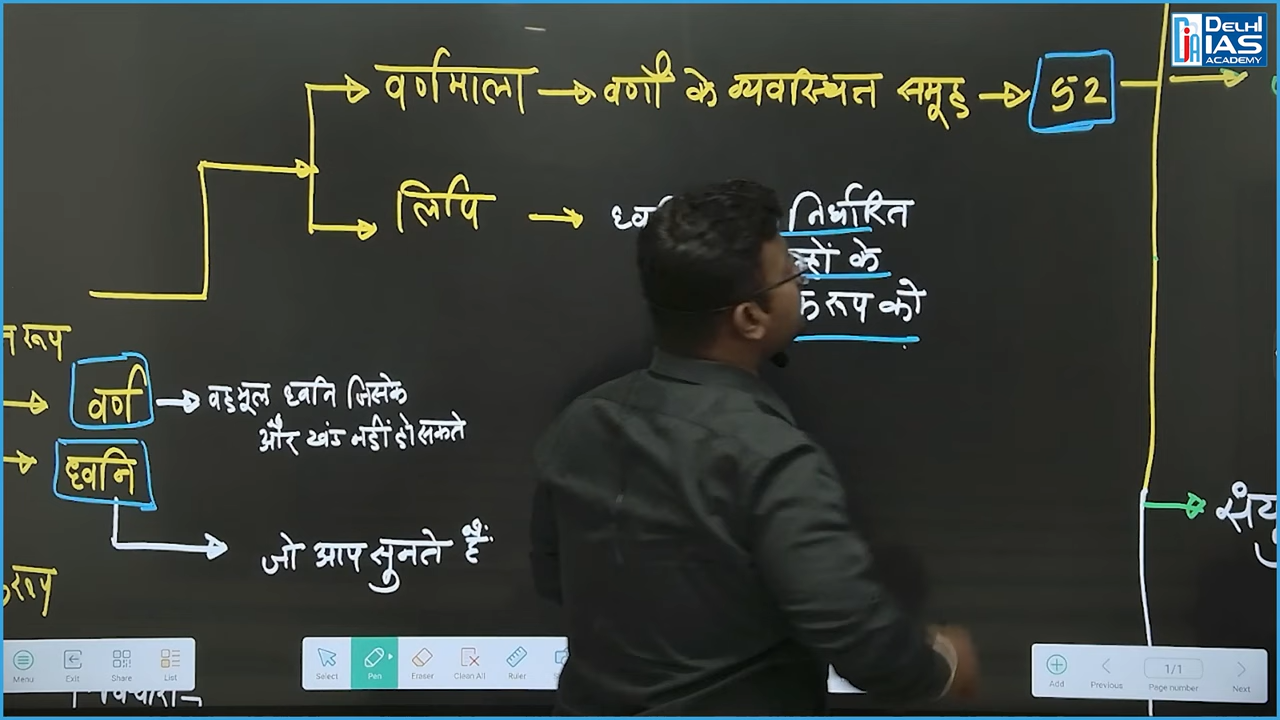 DELHI
IAS
ACADEMY
वर्णमाला → वर्णों के व्यवस्थित समूह → 52
लिपि → निर्धारित
के
रूप को
रूप
वर्ण → वह मूल ध्वनि जिसके
और खंड नहीं हो सकते
ध्वनि
जो आप सुनते हैं
Menu
Exit
Share
List
Select
Pen
Eraser
Clean All
Ruler
Add
Previous
1/1
Page number
Next